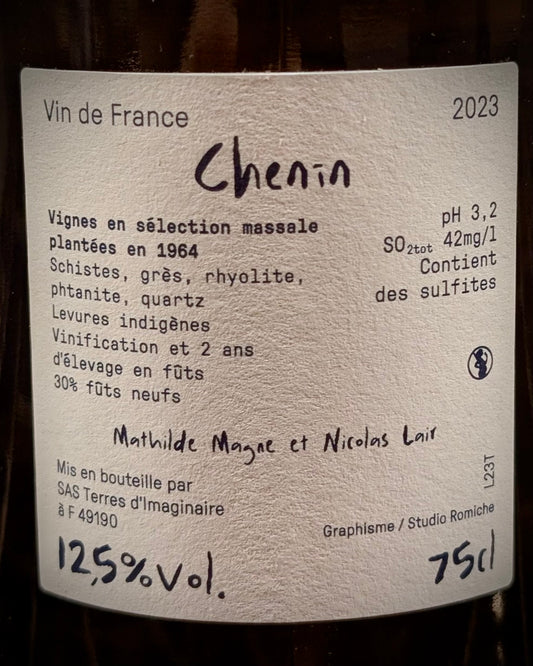 Vin de France
2023
Chenin
Vignes en sélection massale
plantées en 1964
Schistes, grès, rhyolite,
phtanite, quartz
Levures indigènes
Vinification et 2 ans
d'élevage en fûts
30% fûts neufs
pH 3,2
SO2tot 42mg/l
Contient
des sulfites
Mathilde Magne et Nicolas Lair
Mis en bouteille par
SAS Terres d'Imaginaire
à F 49190
L23T
Graphisme / Studio Romiche
12,5%Vol.
75cl